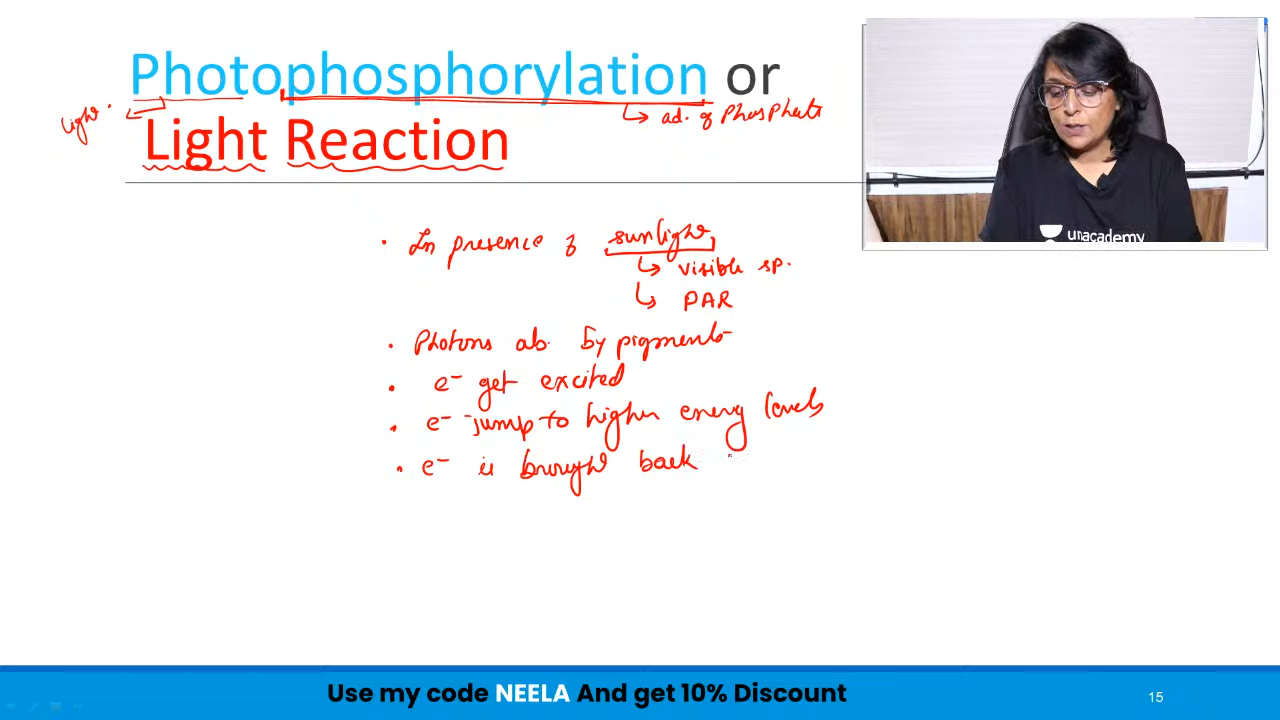 Photophosphorylation or
light.
ad. of Phosphate
Light Reaction
In presence of sunlight
visible sp.
PAR
Photons ab. by pigments
e- get excited
e- jump to higher energy levels
e- is brought back
unacademy
Use my code NEELA And get 10% Discount
15